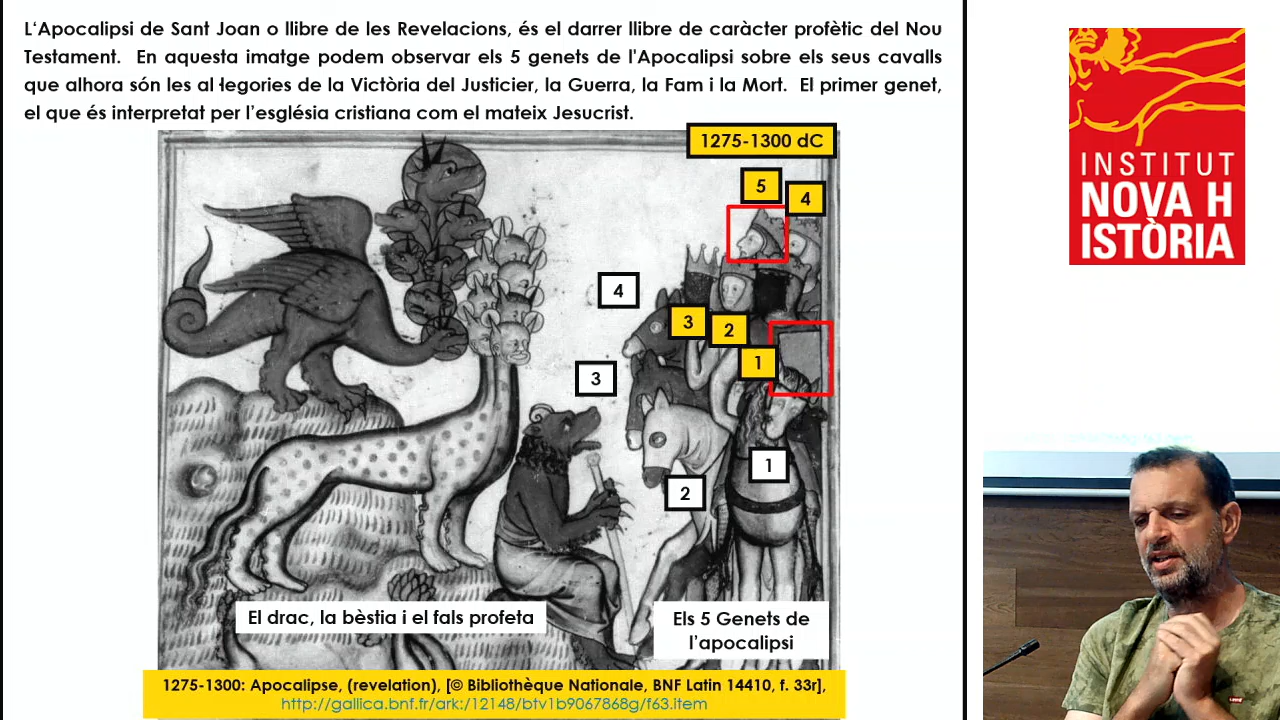 L‘Apocalipsi de Sant Joan o llibre de les Revelacions, és el darrer llibre de caràcter profètic del Nou
Testament. En aquesta imatge podem observar els 5 genets de l'Apocalipsi sobre els seus cavalls
que alhora són les al·legories de la Victòria del Justicier, la Guerra, la Fam i la Mort. El primer genet,
el que és interpretat per l’església cristiana com el mateix Jesucrist.
1275-1300 dC
5
4
4
3
2
1
3
1
2
El drac, la bèstia i el fals profeta
Els 5 Genets de
l’apocalipsi
1275-1300: Apocalipse, (revelation), [© Bibliothèque Nationale, BNF Latin 14410, f. 33r],
http://gallica.bnf.fr/ark:/12148/btv1b9067868g/f63.item
INSTITUT
NOVA H
ISTÒRIA